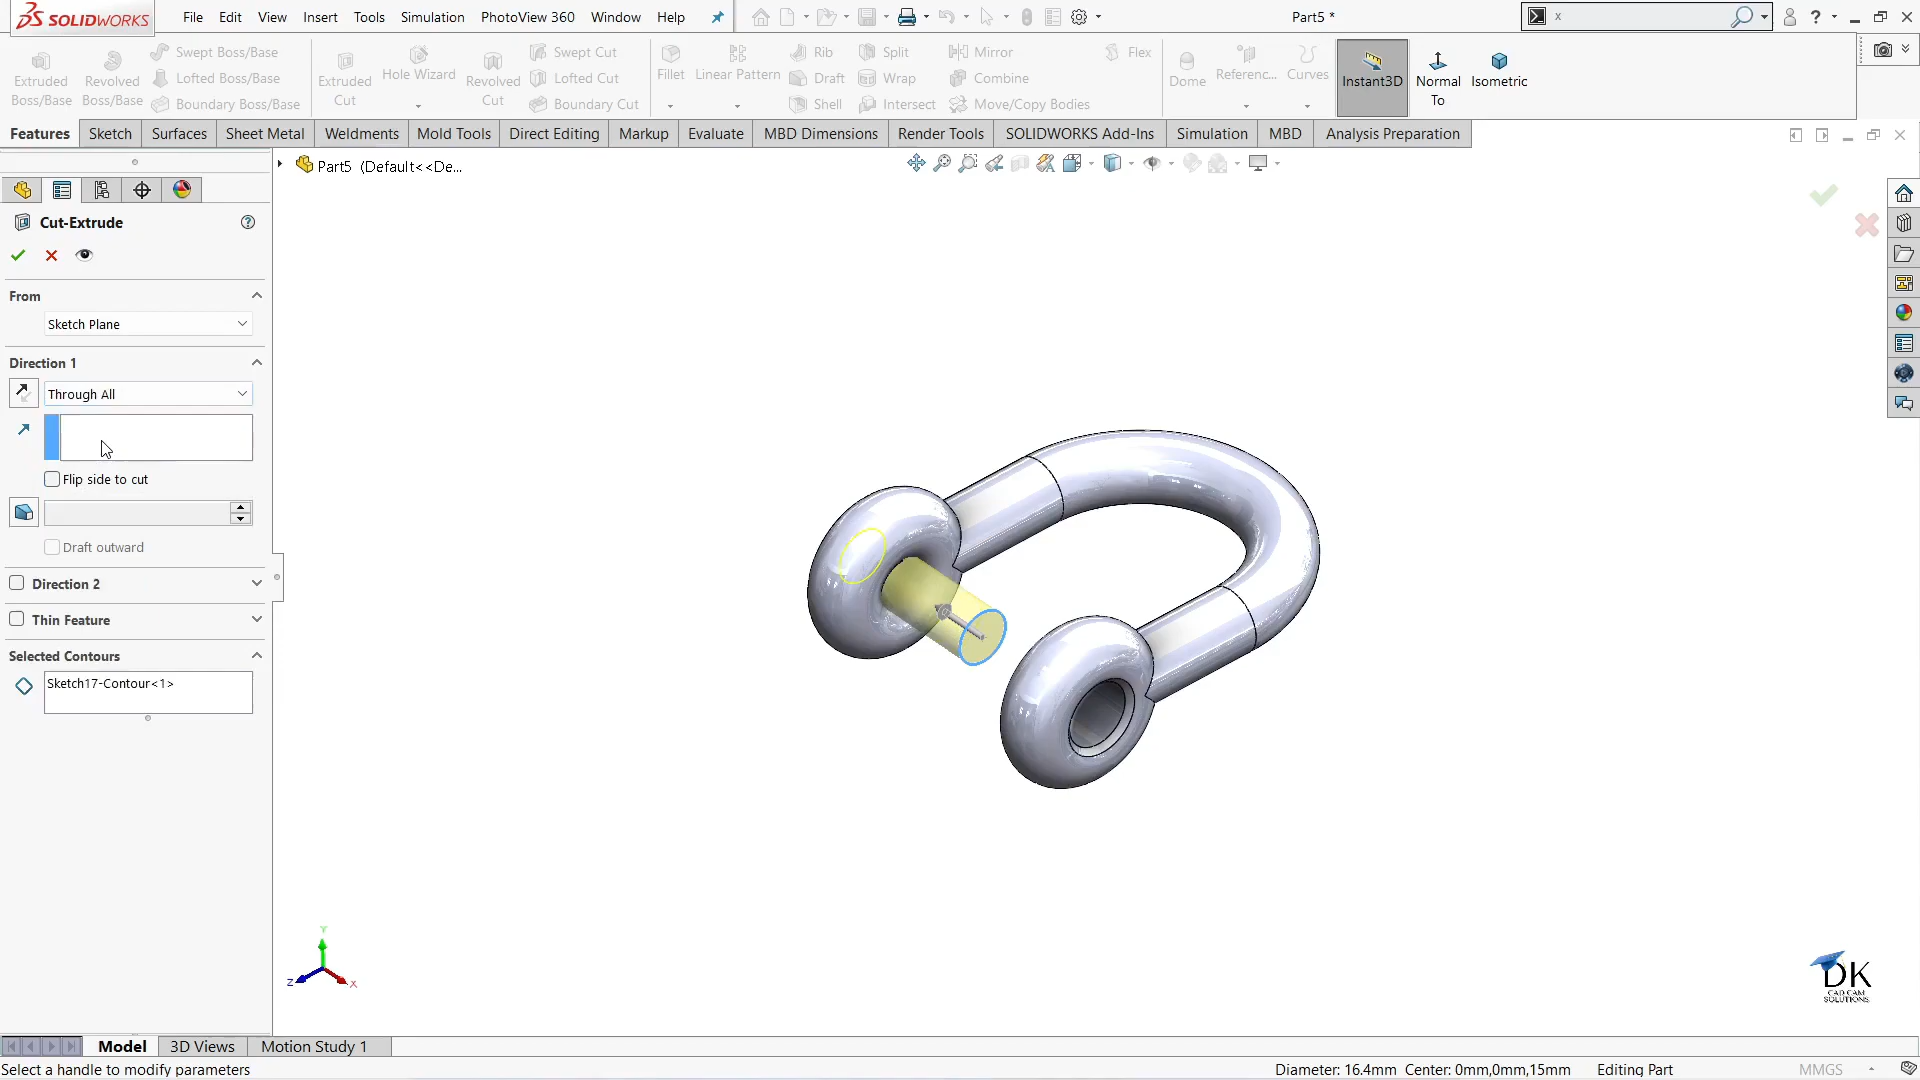 SOLIDWORKS
File Edit View Insert Tools Simulation PhotoView 360 Window Help
Part5 *
x
Extruded Boss/Base
Revolved Boss/Base
Swept Boss/Base
Lofted Boss/Base
Boundary Boss/Base
Extruded Cut
Hole Wizard
Revolved Cut
Swept Cut
Lofted Cut
Boundary Cut
Fillet
Linear Pattern
Rib
Draft
Shell
Split
Wrap
Intersect
Mirror
Combine
Move/Copy Bodies
Flex
Dome
Referenc...
Curves
Instant3D
Normal To
Isometric
Features Sketch Surfaces Sheet Metal Weldments Mold Tools Direct Editing Markup Evaluate MBD Dimensions Render Tools SOLIDWORKS Add-Ins Simulation MBD Analysis Preparation
Part5 (Default<<De...
Cut-Extrude
From
Sketch Plane
Direction 1
Through All
Flip side to cut
Draft outward
Direction 2
Thin Feature
Selected Contours
Sketch17-Contour<1>
Y
Z
X
DK
CAD CAM
SOLUTIONS
Model 3D Views Motion Study 1
Select a handle to modify parameters
Diameter: 16.4mm Center: 0mm,0mm,15mm
Editing Part
MMGS